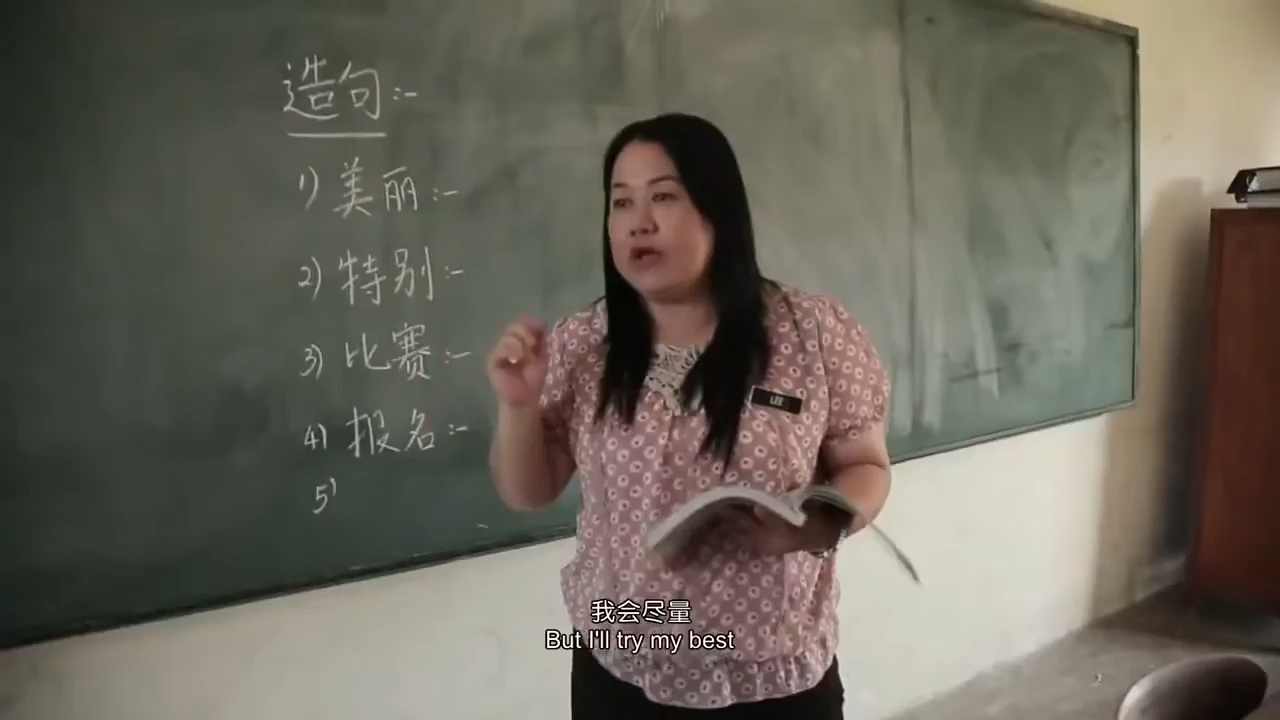 造句:-
1) 美丽:-
2) 特别:-
3) 比赛:-
4) 报名:-
5)
LEE
我会尽量
But I'll try my best